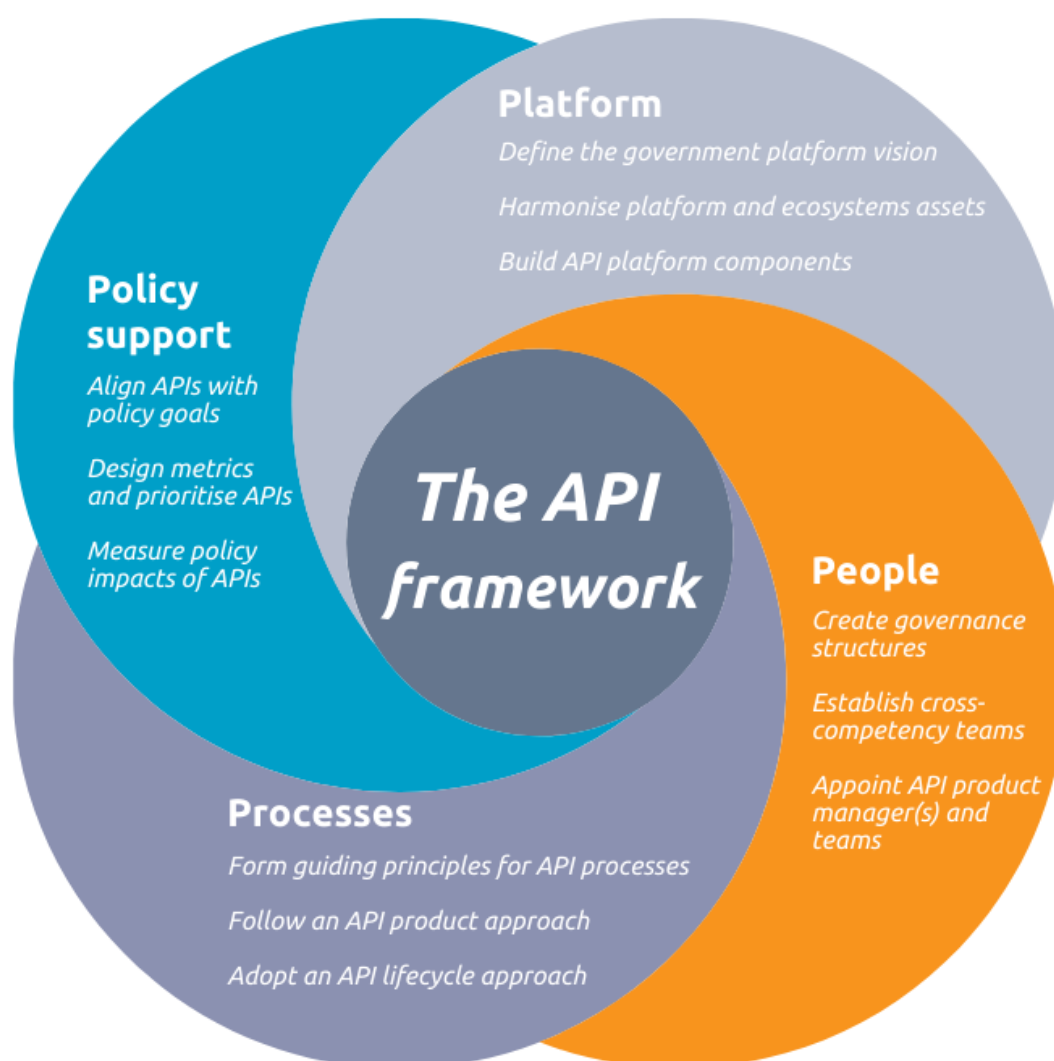 Platform
Define the government platform vision
Harmonise platform and ecosystems assets
Build API platform components
Policy
support
Align APIs with
policy goals
Design metrics
and prioritise APIs
Measure policy
impacts of APIs
The API
framework
People
Create governance
structures
Establish cross-
competency teams
Appoint API product
manager(s) and
teams
Processes
Form guiding principles for API processes
Follow an API product approach
Adopt an API lifecycle approach